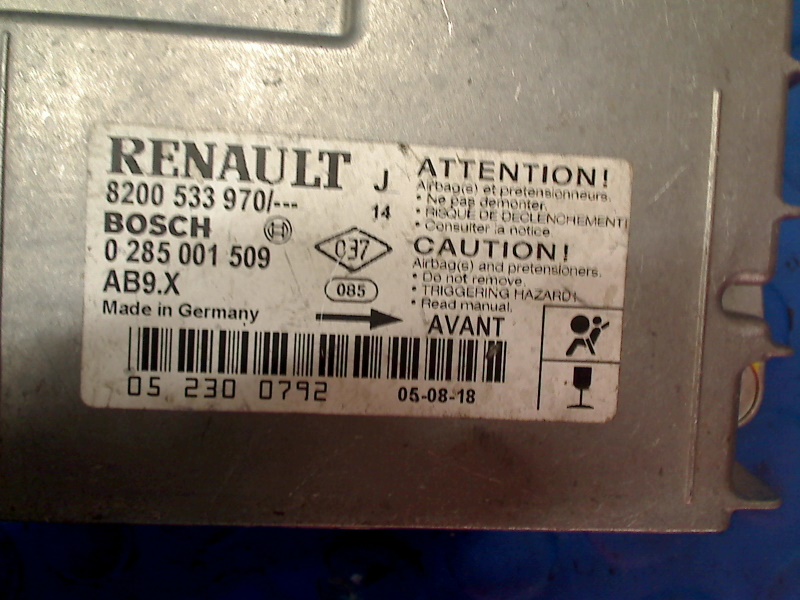 RENAULT J
8200 533 970/---
14
BOSCH
0 285 001 509
AB9.X
Made in Germany
037
085
ATTENTION!
Airbag(s) et pretensionneurs.
• Ne pas demonter.
• RISQUE DE DECLENCHEMENT!
• Consulter la notice.
CAUTION!
Airbag(s) and pretensioners.
• Do not remove.
• TRIGGERING HAZARD!
• Read manual.
AVANT
05 230 0792
05-08-18